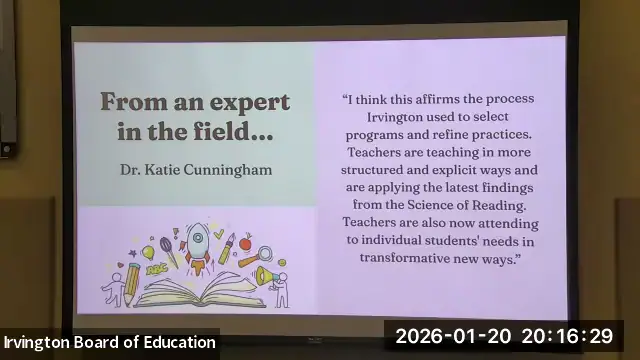 From an expert
in the field...
Dr. Katie Cunningham
“I think this affirms the process
Irvington used to select
programs and refine practices.
Teachers are teaching in more
structured and explicit ways and
are applying the latest findings
from the Science of Reading.
Teachers are also now attending
to individual students' needs in
transformative new ways.”
Irvington Board of Education
2026-01-20 20:16:29